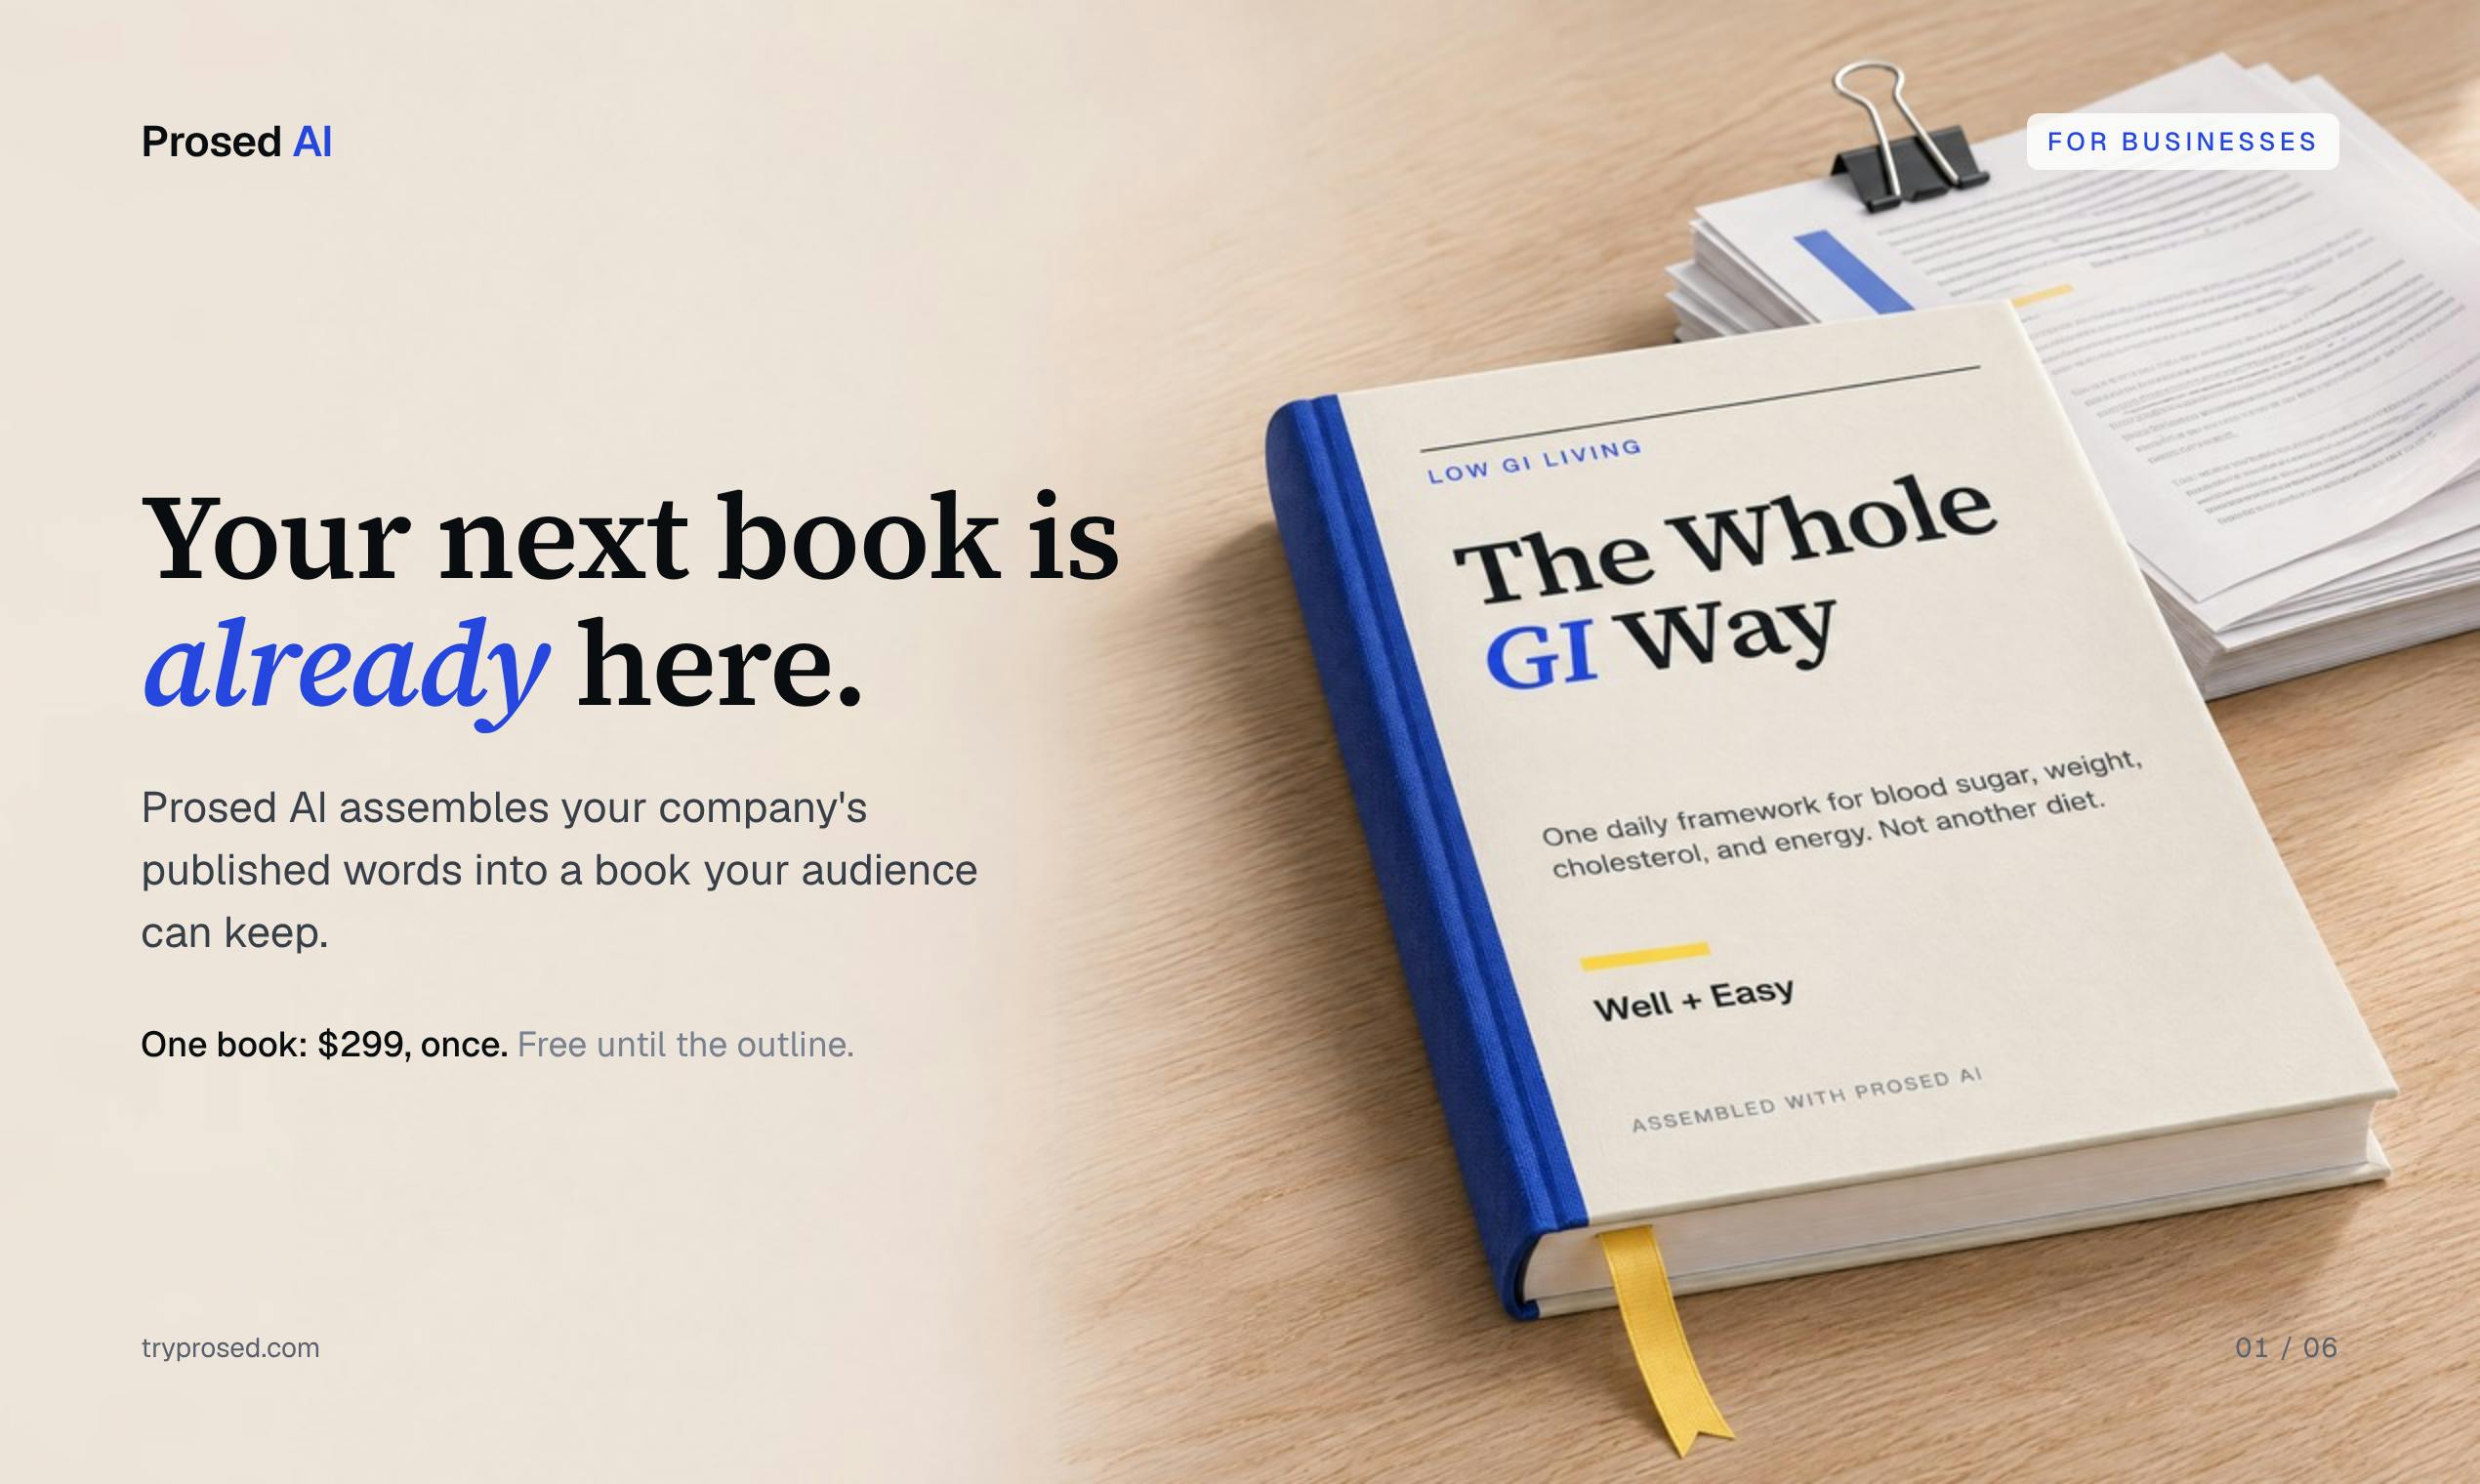 Prosed AI
FOR BUSINESSES
Your next book is
already here.
Prosed AI assembles your company's
published words into a book your audience
can keep.
One book: $299, once. Free until the outline.
LOW GI LIVING
The Whole
GI Way
One daily framework for blood sugar, weight,
cholesterol, and energy. Not another diet.
Well + Easy
ASSEMBLED WITH PROSED AI
tryprosed.com
01 / 06